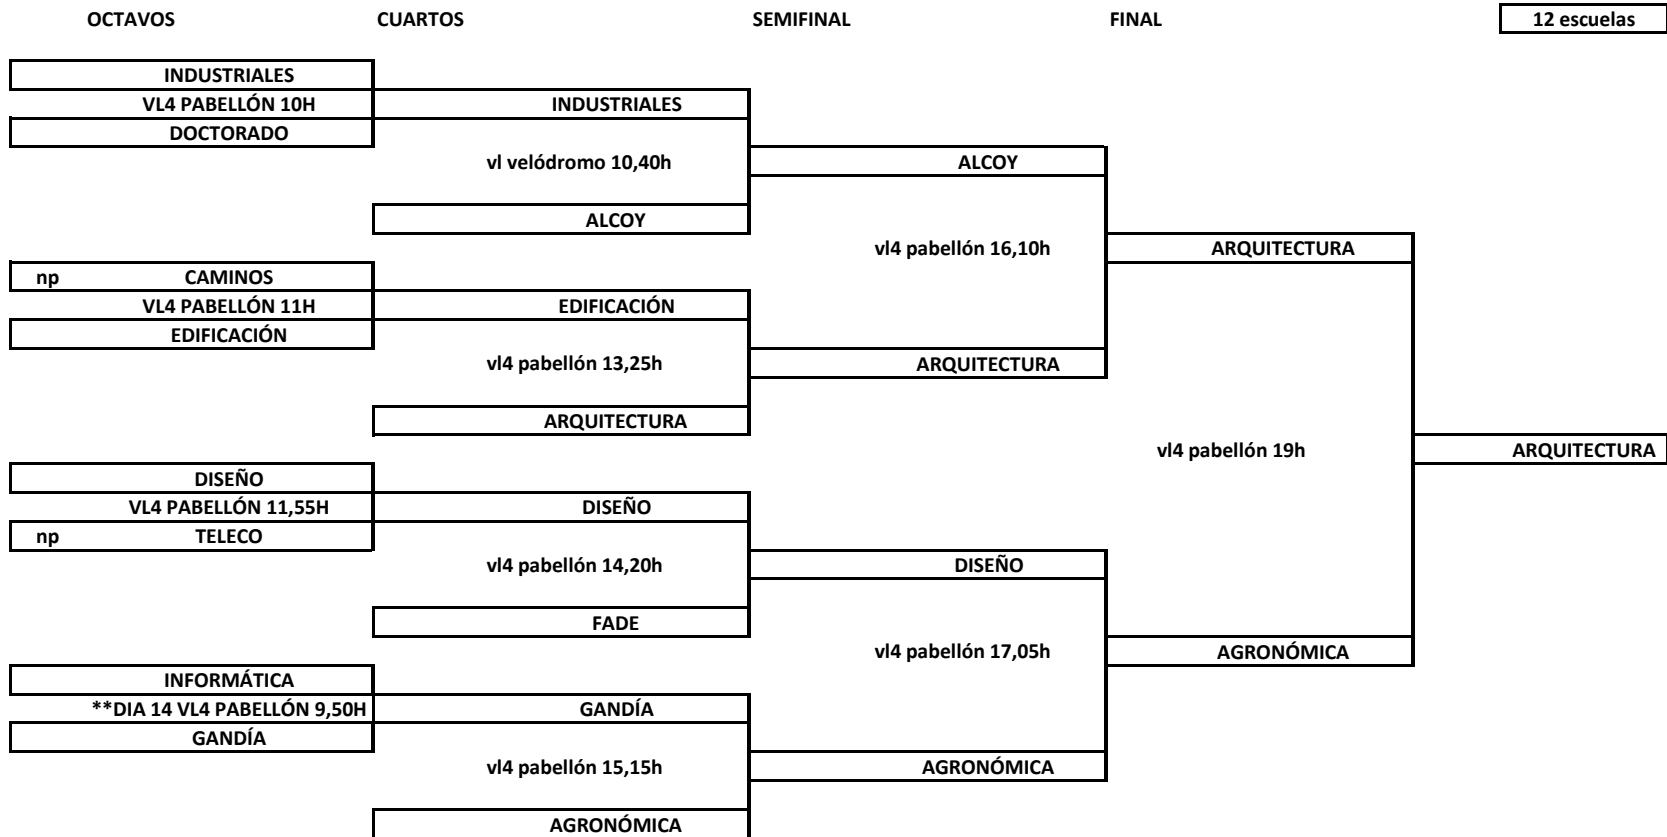 OCTAVOS CUARTOS SEMIFINAL FINAL 12 escuelas
INDUSTRIALES
VL4 PABELLÓN 10H INDUSTRIALES
DOCTORADO
vl velódromo 10,40h ALCOY
ALCOY
vl4 pabellón 16,10h ARQUITECTURA
np CAMINOS
VL4 PABELLÓN 11H EDIFICACIÓN
EDIFICACIÓN
vl4 pabellón 13,25h ARQUITECTURA
ARQUITECTURA
vl4 pabellón 19h ARQUITECTURA
DISEÑO
VL4 PABELLÓN 11,55H DISEÑO
np TELECO
vl4 pabellón 14,20h DISEÑO
FADE
vl4 pabellón 17,05h AGRONÓMICA
INFORMÁTICA
**DIA 14 VL4 PABELLÓN 9,50H GANDÍA
GANDÍA
vl4 pabellón 15,15h AGRONÓMICA
AGRONÓMICA